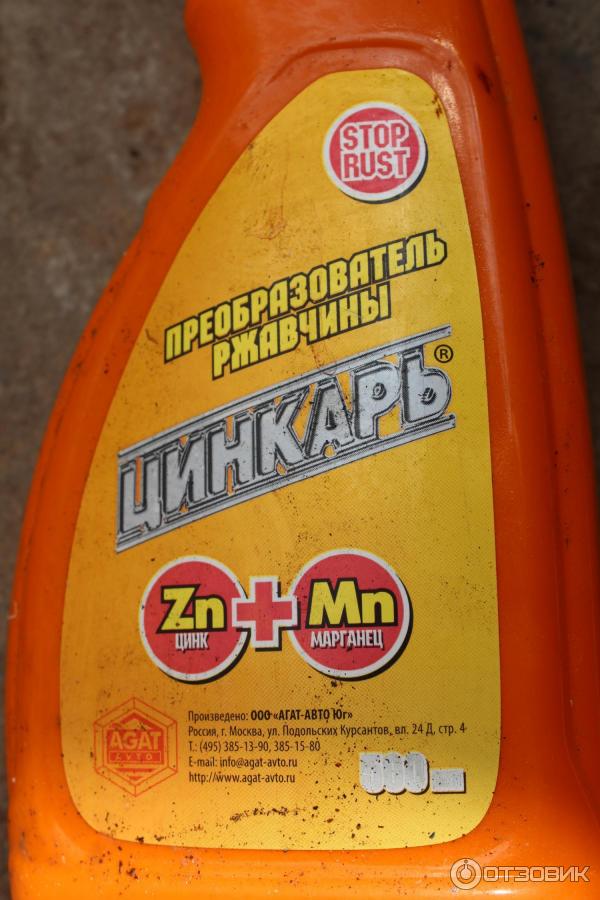 STOP
RUST
ПРЕОБРАЗОВАТЕЛЬ
РЖАВЧИНЫ
ЦИНКАРЬ®
Zn + Mn
ЦИНК МАРГАНЕЦ
AGAT
AVTO
Произведено: ООО «АГАТ-АВТО Юг»
Россия, г. Москва, ул. Подольских Курсантов, вл. 24 Д, стр. 4
Т.: (495) 385-13-90, 385-15-80
E-mail: info@agat-avto.ru
http://www.agat-avto.ru
ОТЗОВИК